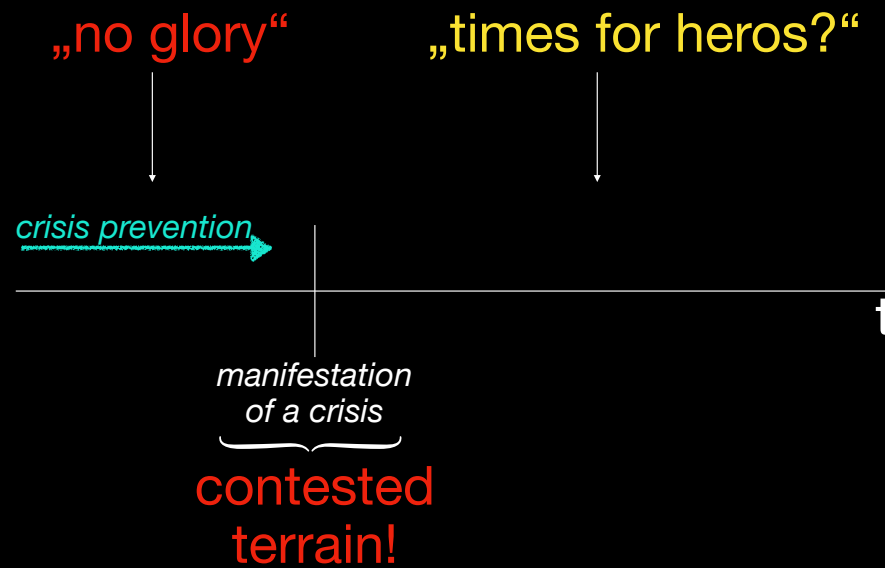 „no glory“
„times for heros?“
crisis prevention
t
manifestation
of a crisis
contested
terrain!